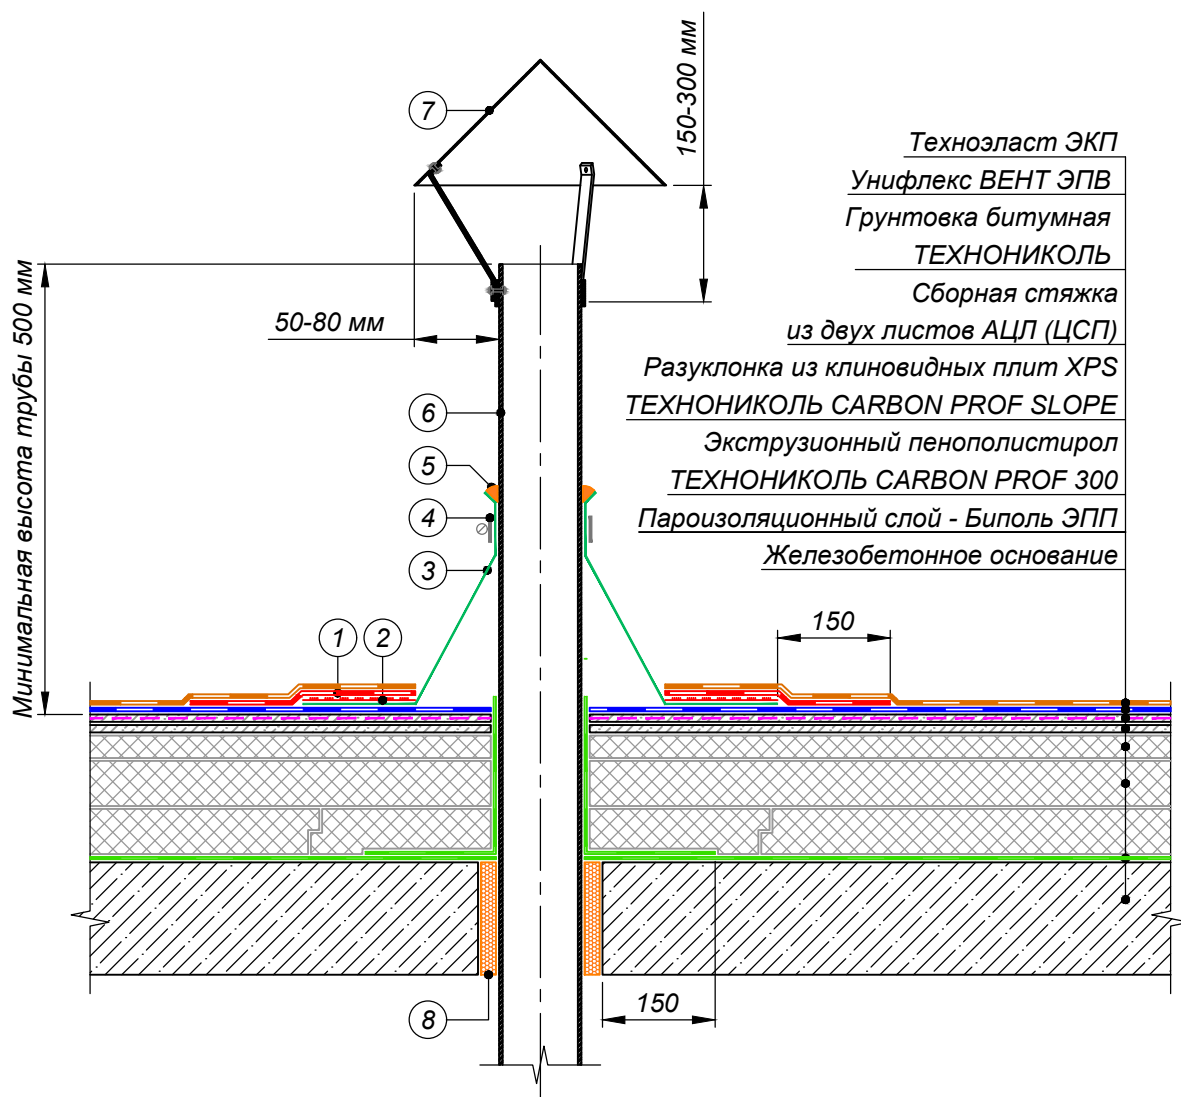 7
150-300 мм
Техноэласт ЭКП
Унифлекс ВЕНТ ЭПВ
Грунтовка битумная
ТЕХНОНИКОЛЬ
Сборная стяжка
из двух листов АЦЛ (ЦСП)
Разуклонка из клиновидных плит XPS
ТЕХНОНИКОЛЬ CARBON PROF SLOPE
Экструзионный пенополистирол
ТЕХНОНИКОЛЬ CARBON PROF 300
Пароизоляционный слой - Биполь ЭПП
Железобетонное основание
Минимальная высота трубы 500 мм
50-80 мм
6
5
4
3
1
2
150
150
8